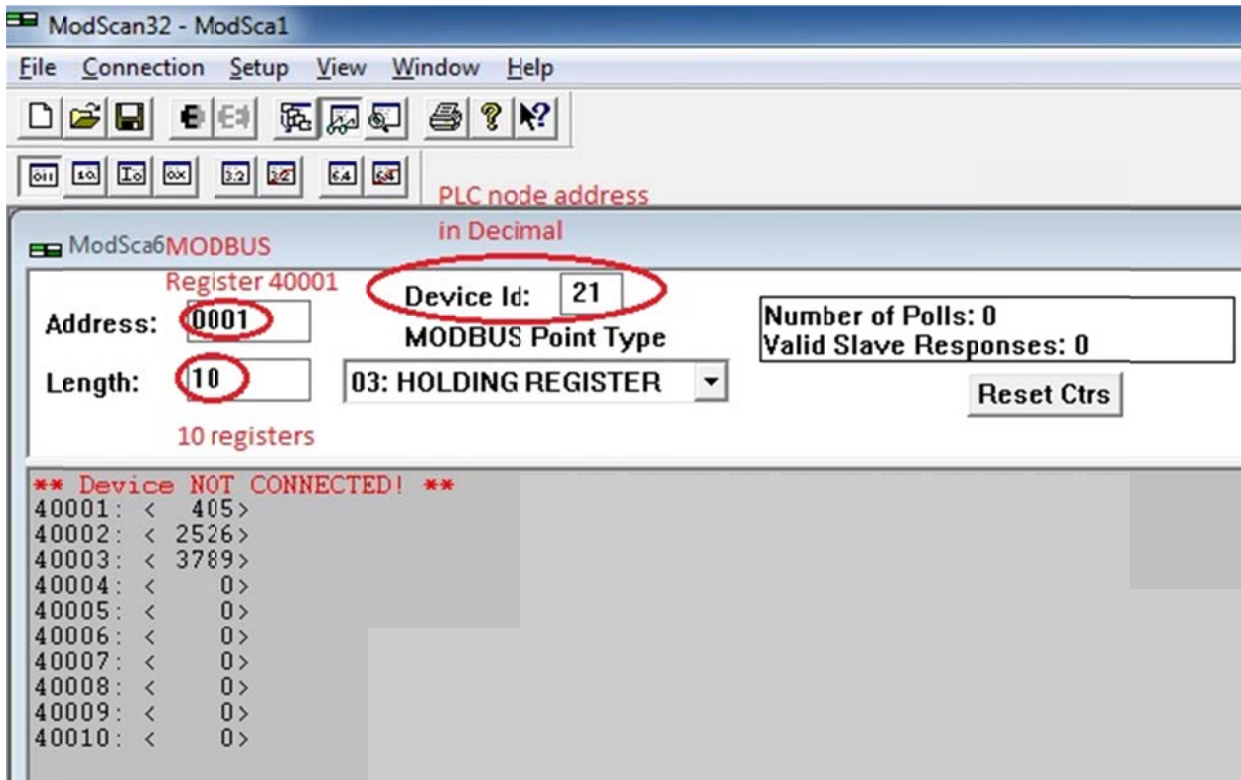 ModScan32 - ModSca1
File Connection Setup View Window Help
PLC node address
in Decimal
ModSca6 MODBUS
Register 40001
Address: 0001
Device Id: 21
MODBUS Point Type
Number of Polls: 0
Valid Slave Responses: 0
Length: 10
03: HOLDING REGISTER
Reset Ctrs
10 registers
** Device NOT CONNECTED! **
40001: < 405>
40002: < 2526>
40003: < 3789>
40004: < 0>
40005: < 0>
40006: < 0>
40007: < 0>
40008: < 0>
40009: < 0>
40010: < 0>